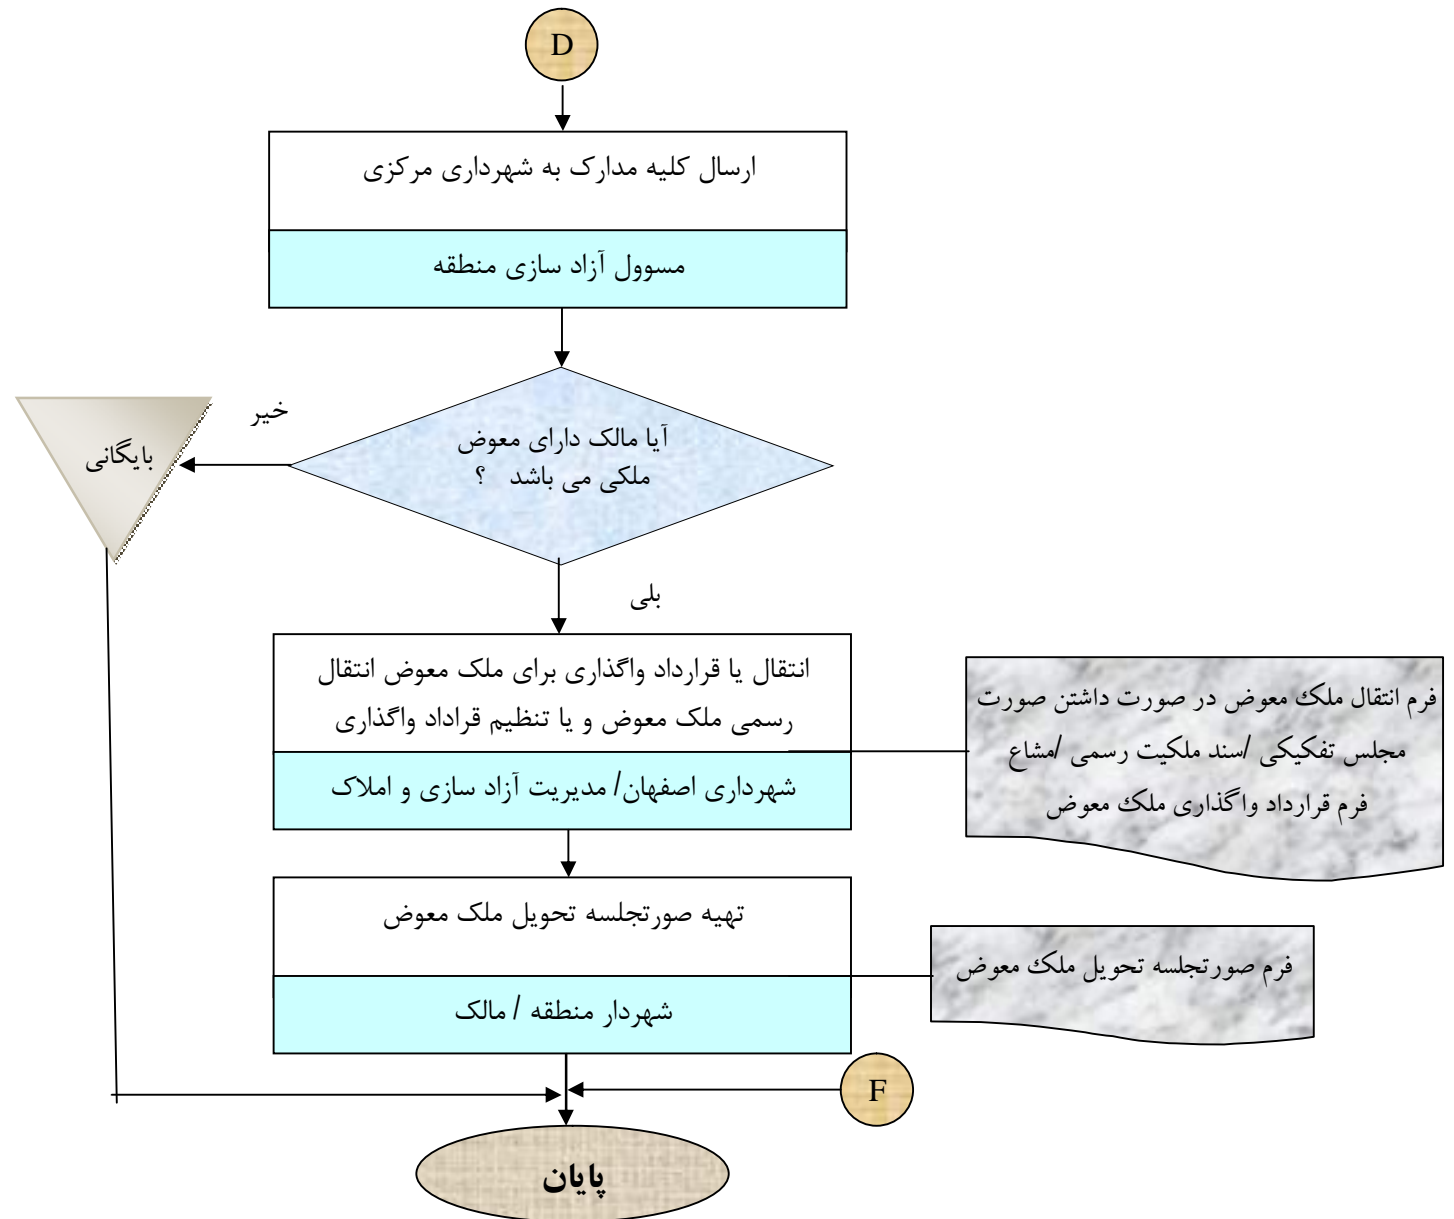 D
ارسال کلیه مدارک به شهرداری مرکزی
مسوول آزاد سازی منطقه
آیا مالک دارای معوض
ملکی می باشد ؟
خیر
بایگانی
بلی
انتقال یا قرارداد واگذاری برای ملک معوض انتقال
رسمی ملک معوض و یا تنظیم قراداد واگذاری
شهرداری اصفهان/ مدیریت آزاد سازی و املاک
فرم انتقال ملک معوض در صورت داشتن صورت
مجلس تفکیکی /سند ملکیت رسمی /مشاع
فرم قرارداد واگذاری ملک معوض
تهیه صورتجلسه تحویل ملک معوض
شهردار منطقه / مالک
فرم صورتجلسه تحویل ملک معوض
F
پایان